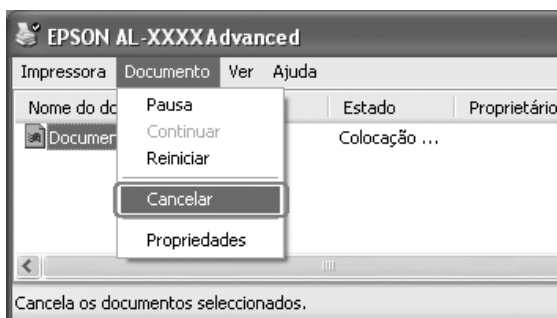 EPSON AL-XXXXAdvanced
Impressora Documento Ver Ajuda
Nome do do Estado Proprietário
Documen Colocação ...
Pausa
Continuar
Reiniciar
Cancelar
Propriedades
Cancela os documentos seleccionados.